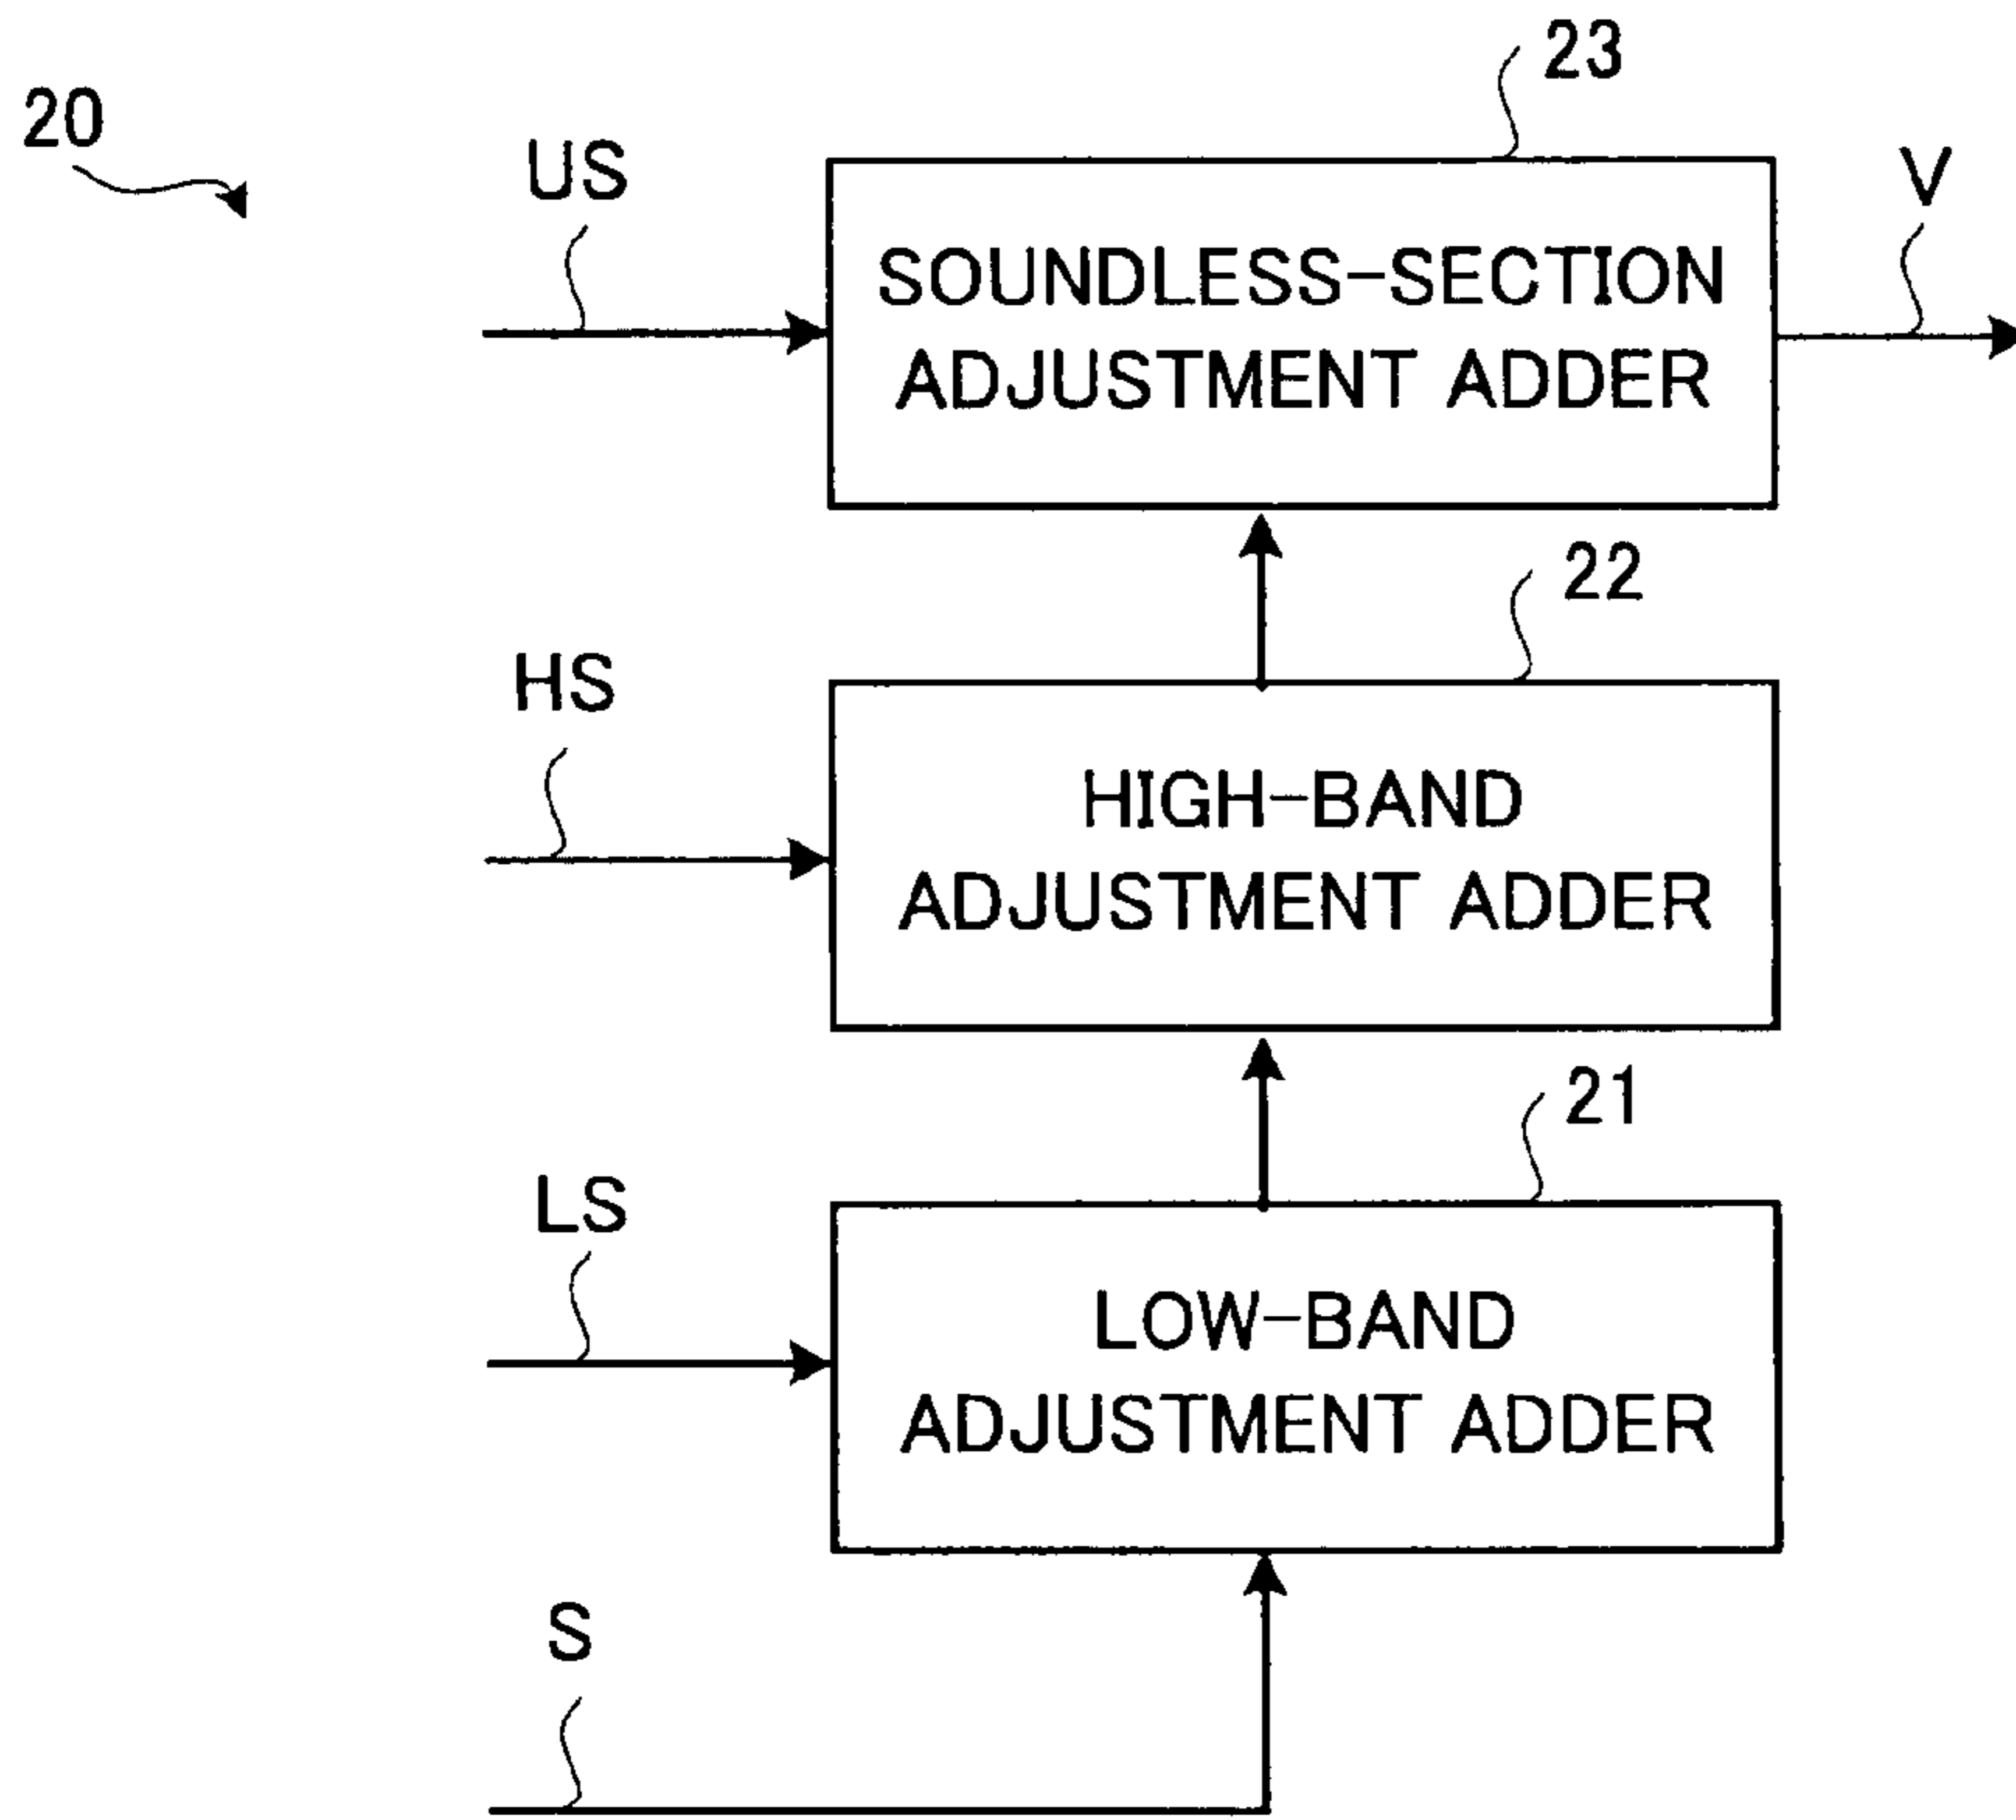 23
20
US
V
SOUNDLESS-SECTION
ADJUSTMENT ADDER
22
HS
HIGH-BAND
ADJUSTMENT ADDER
21
LS
LOW-BAND
ADJUSTMENT ADDER
S